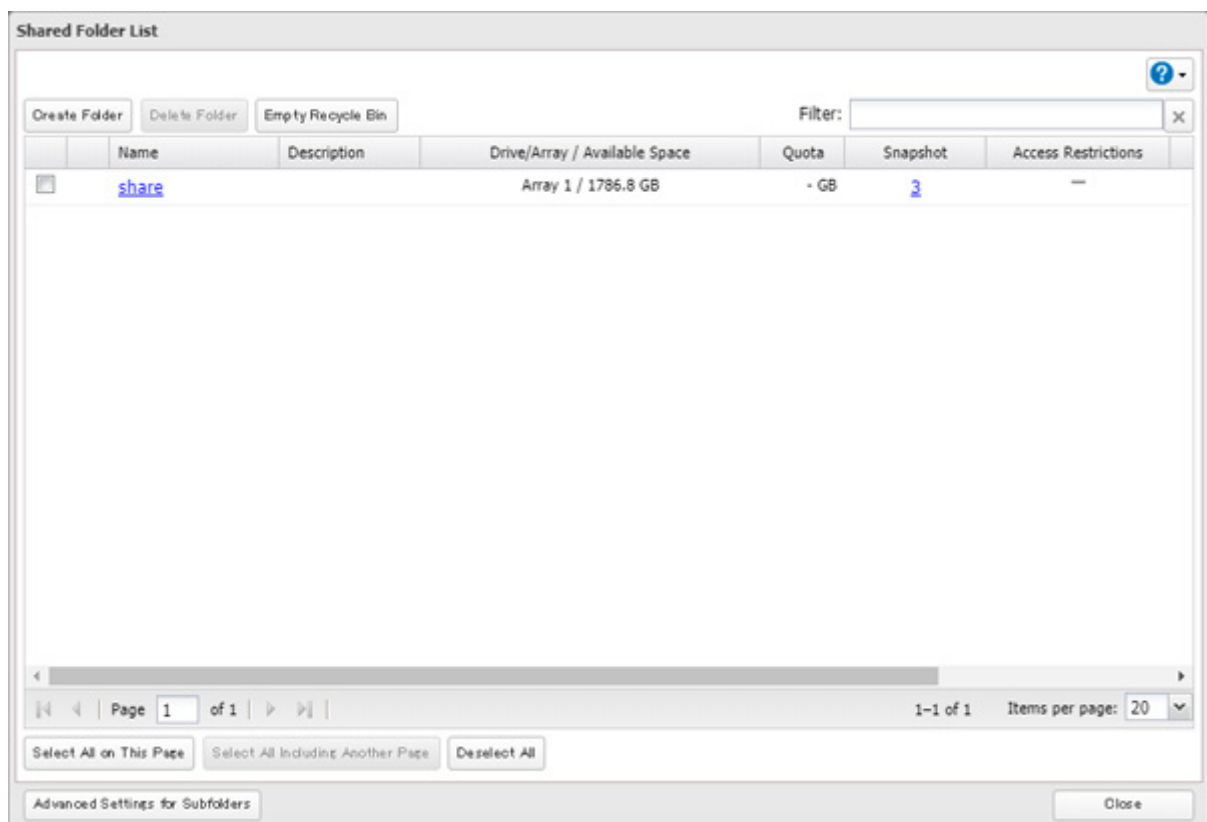 Shared Folder List
?
Create Folder Delete Folder Empty Recycle Bin Filter:
Name Description Drive/Array / Available Space Quota Snapshot Access Restrictions
share Array 1 / 1786.8 GB - GB 3 —
Page 1 of 1 1–1 of 1 Items per page: 20
Select All on This Page Select All Including Another Page Deselect All
Advanced Settings for Subfolders Close